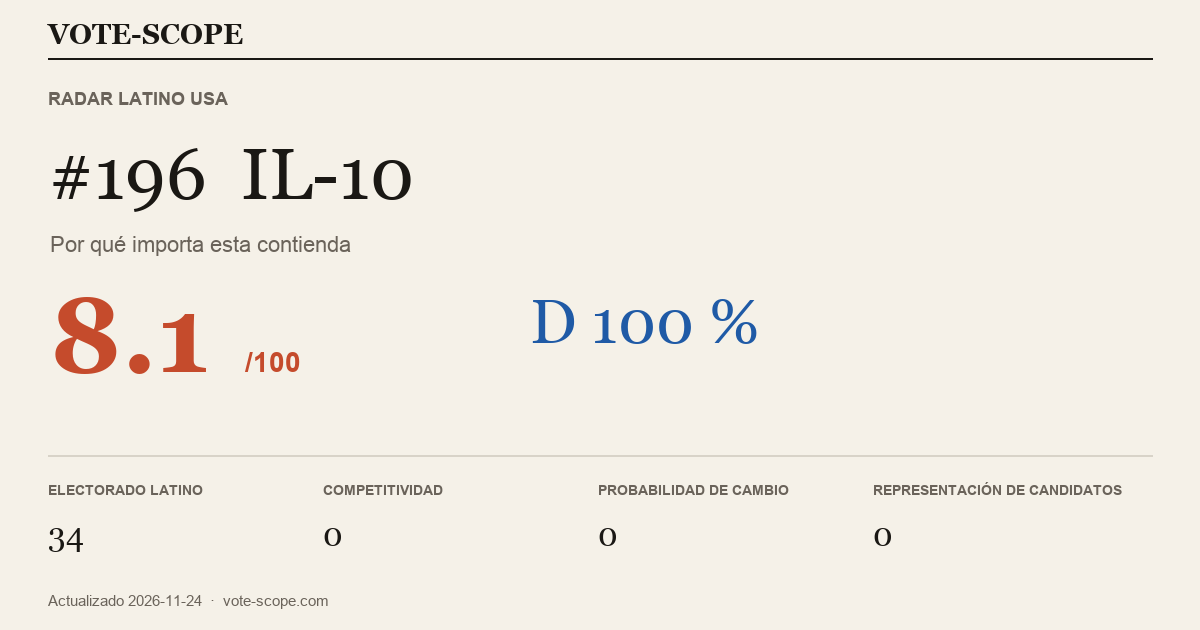 VOTE-SCOPE
RADAR LATINO USA
#196 IL-10
Por qué importa esta contienda
8.1 /100 D 100 %
ELECTORADO LATINO COMPETITIVIDAD PROBABILIDAD DE CAMBIO REPRESENTACIÓN DE CANDIDATOS
34 0 0 0
Actualizado 2026-11-24 · vote-scope.com